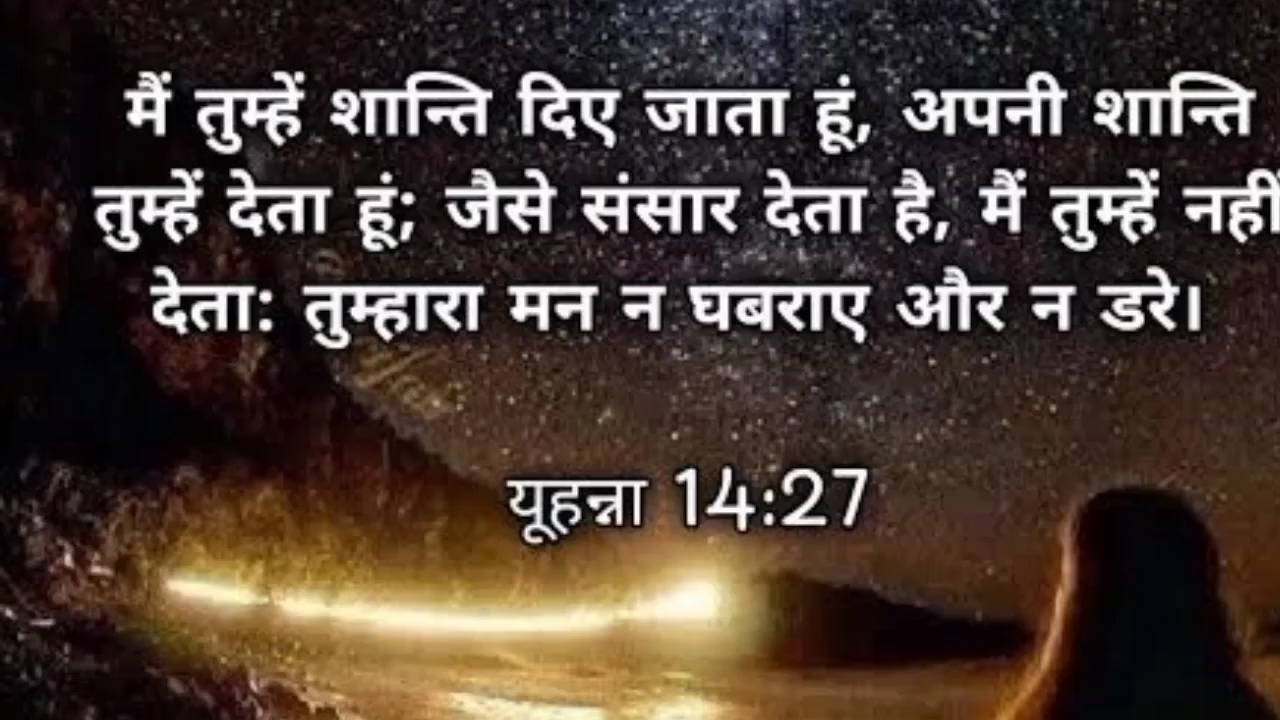 मैं तुम्हें शान्ति दिए जाता हूं, अपनी शान्ति
तुम्हें देता हूं; जैसे संसार देता है, मैं तुम्हें नहीं
देता: तुम्हारा मन न घबराए और न डरे।
यूहन्ना 14:27